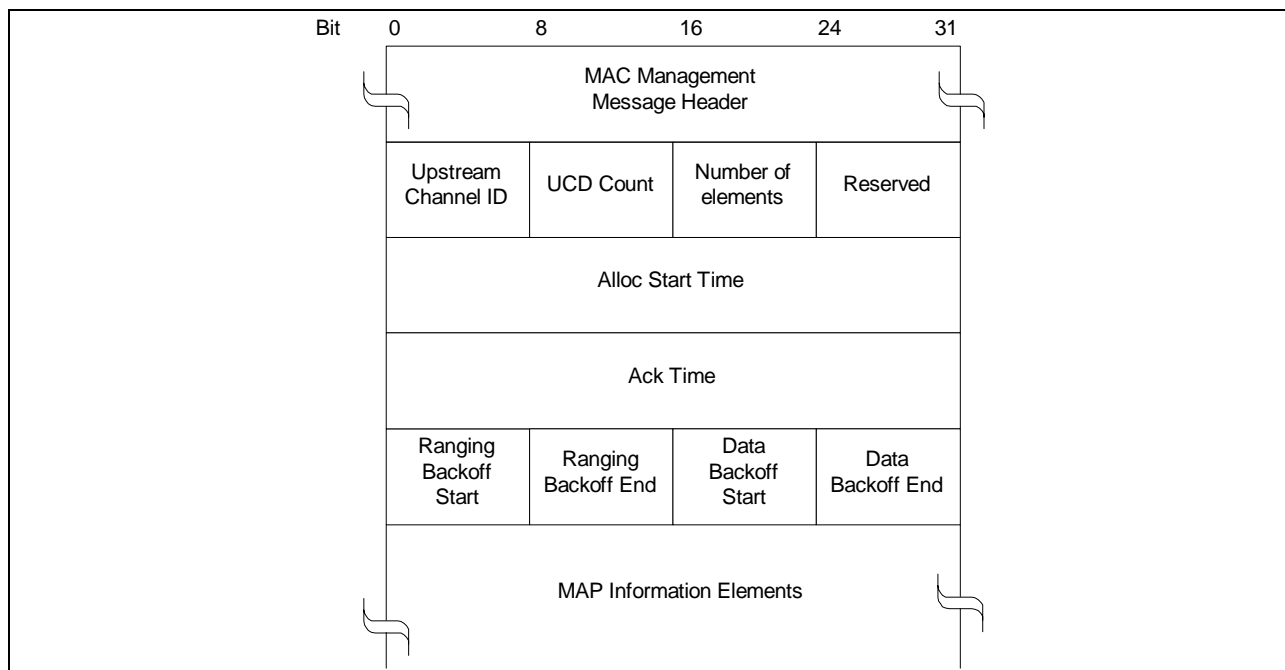 Bit 0 8 16 24 31
MAC Management
Message Header
Upstream
Channel ID
UCD Count
Number of
elements
Reserved
Alloc Start Time
Ack Time
Ranging
Backoff
Start
Ranging
Backoff End
Data
Backoff
Start
Data
Backoff End
MAP Information Elements